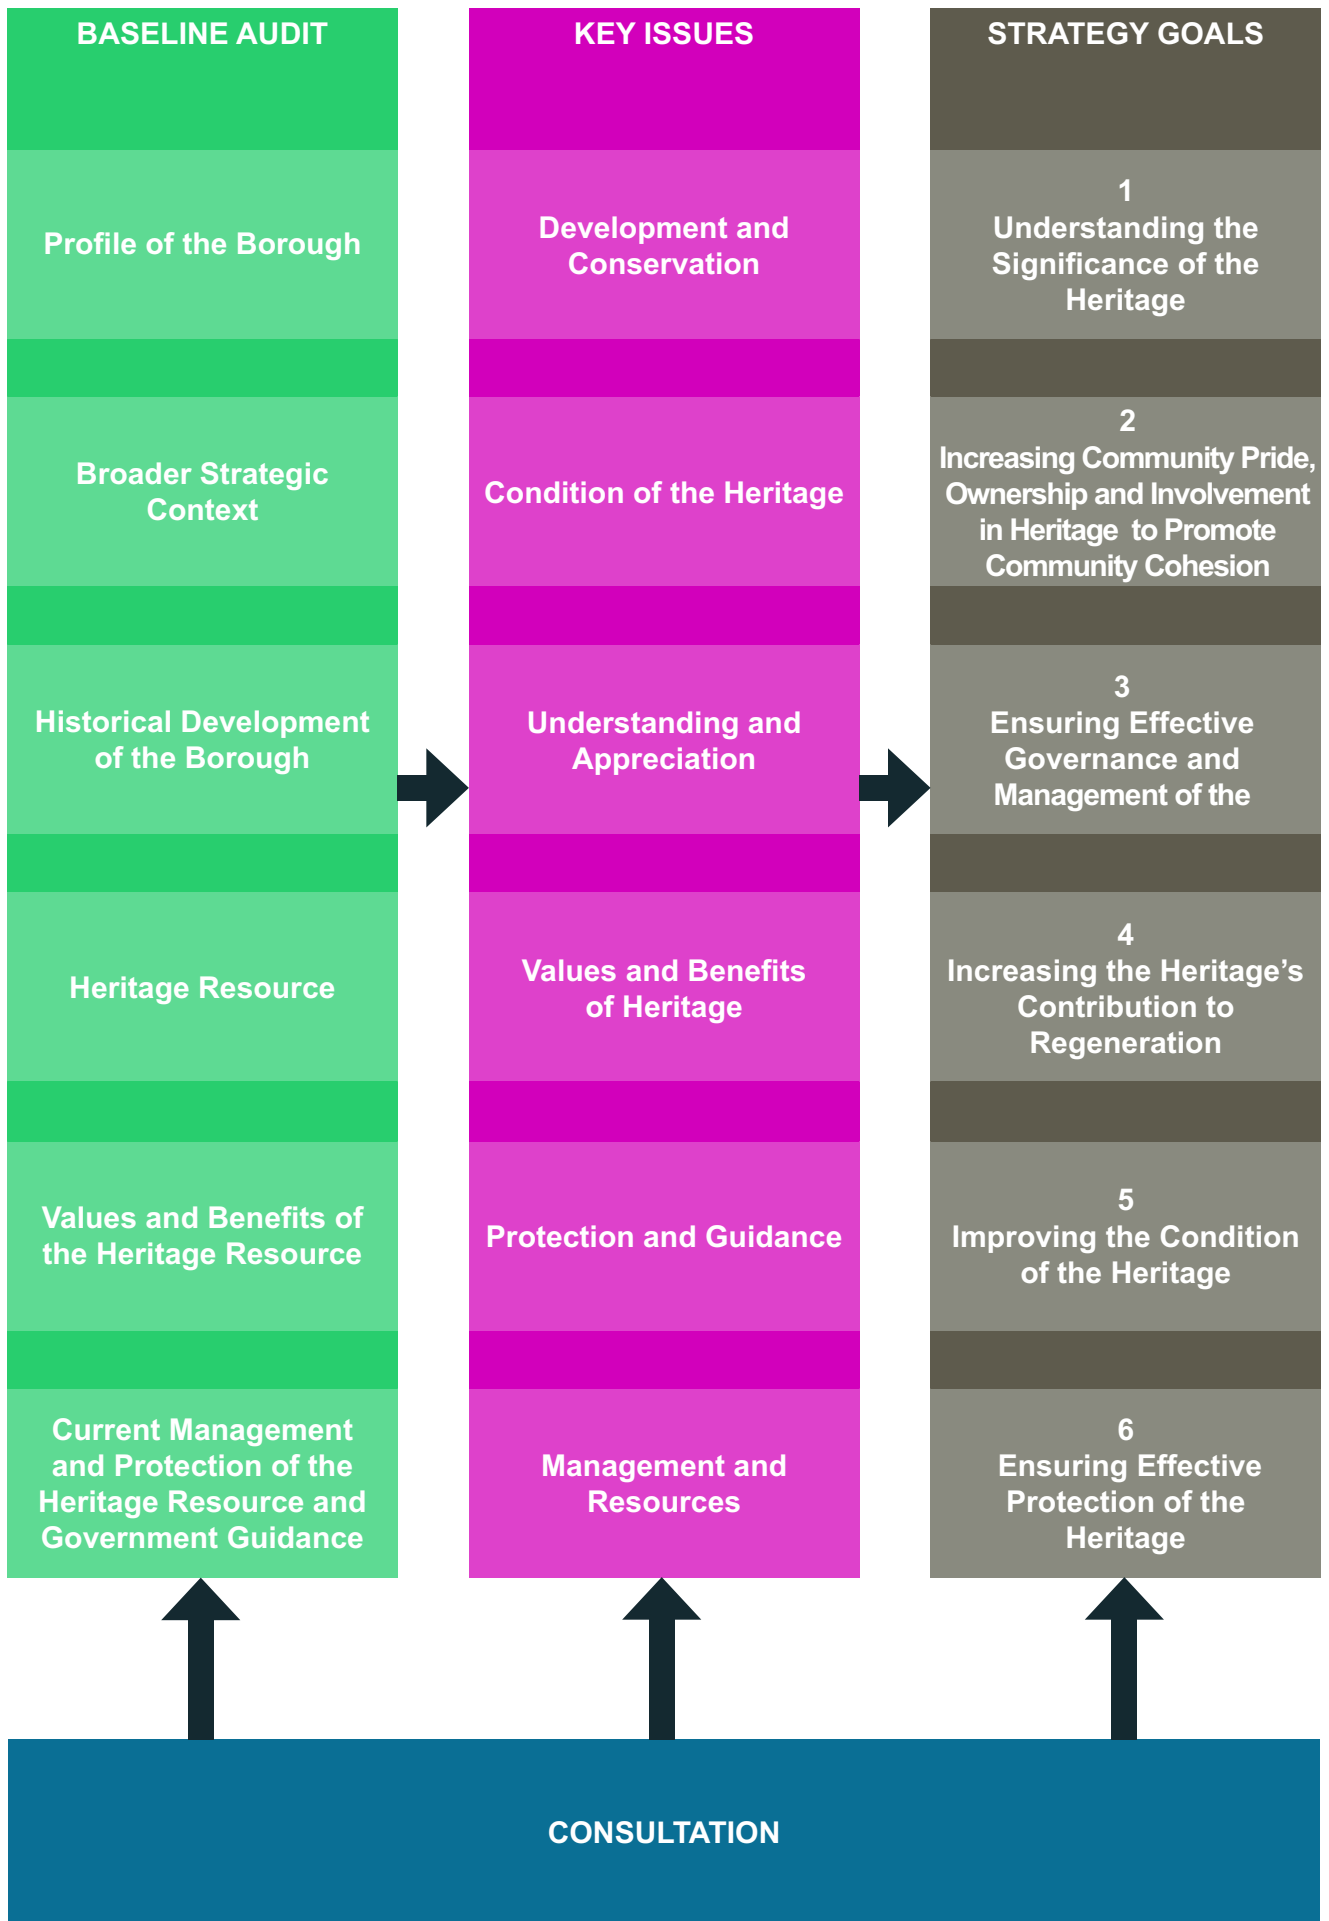 BASELINE AUDIT
Profile of the Borough
Broader Strategic
Context
Historical Development
of the Borough
Heritage Resource
Values and Benefits of
the Heritage Resource
Current Management
and Protection of the
Heritage Resource and
Government Guidance
KEY ISSUES
Development and
Conservation
Condition of the Heritage
Understanding and
Appreciation
Values and Benefits
of Heritage
Protection and Guidance
Management and
Resources
STRATEGY GOALS
1
Understanding the
Significance of the
Heritage
2
Increasing Community Pride,
Ownership and Involvement
in Heritage to Promote
Community Cohesion
3
Ensuring Effective
Governance and
Management of the
4
Increasing the Heritage’s
Contribution to
Regeneration
5
Improving the Condition
of the Heritage
6
Ensuring Effective
Protection of the
Heritage
CONSULTATION